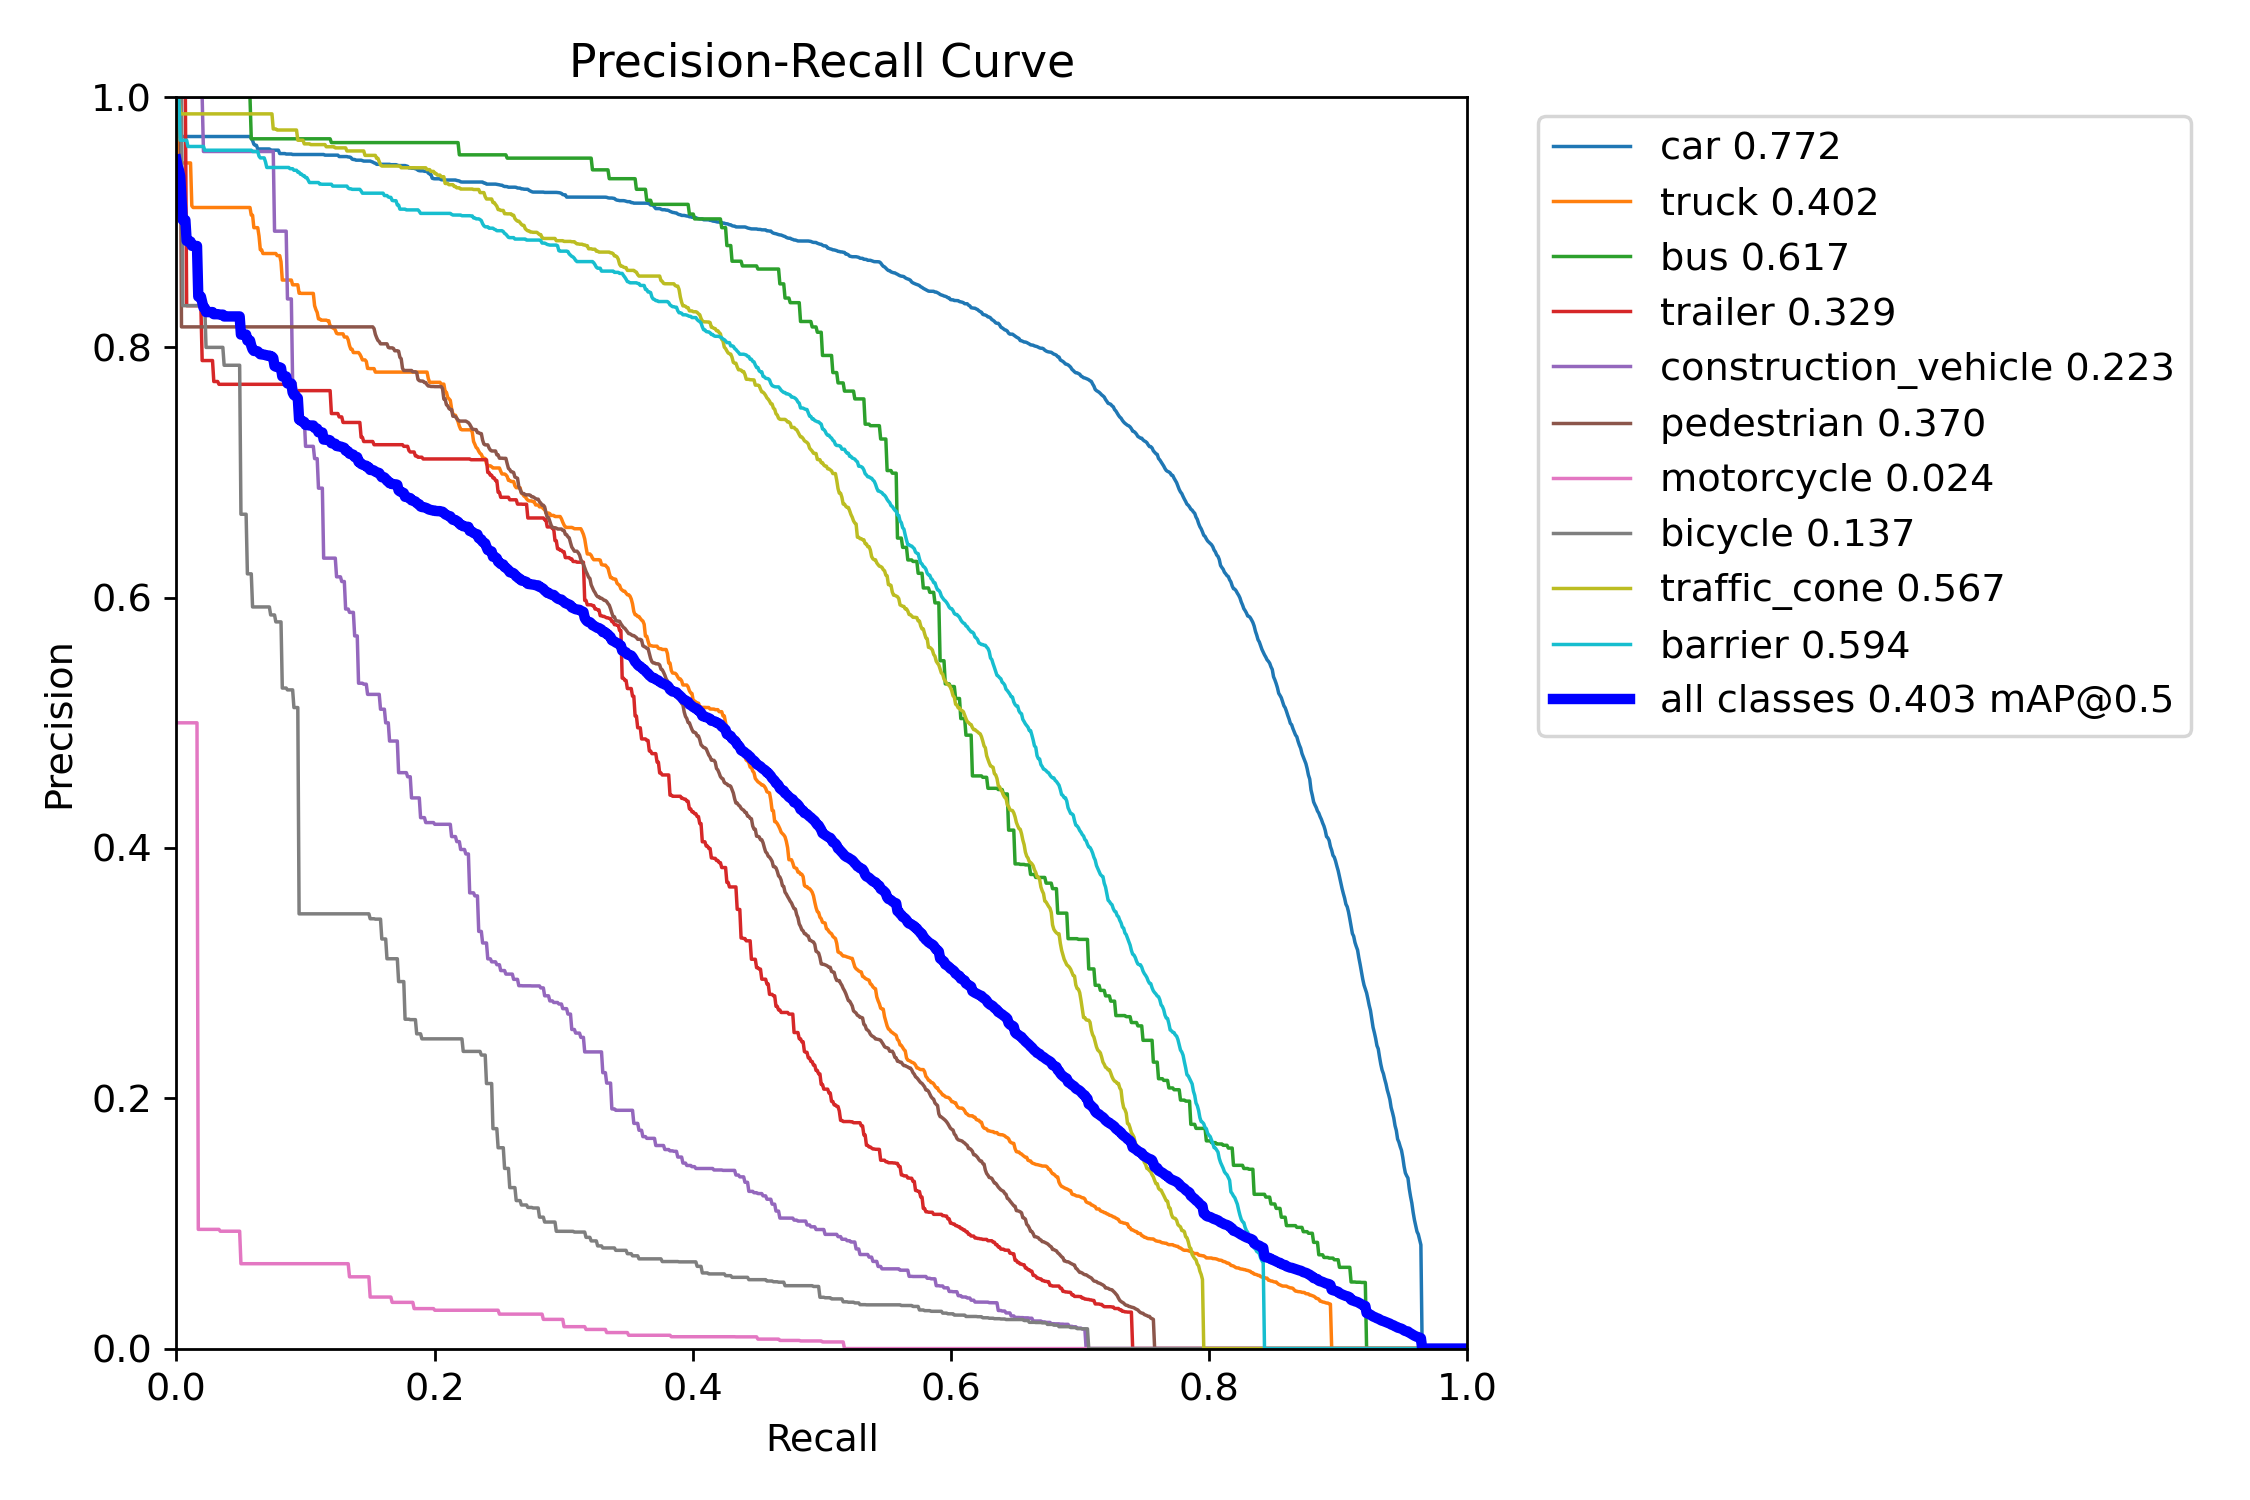 Precision-Recall Curve
1.0
0.8
0.6
0.4
0.2
0.0
Precision
0.0 0.2 0.4 0.6 0.8 1.0
Recall
car 0.772
truck 0.402
bus 0.617
trailer 0.329
construction_vehicle 0.223
pedestrian 0.370
motorcycle 0.024
bicycle 0.137
traffic_cone 0.567
barrier 0.594
all classes 0.403 mAP@0.5